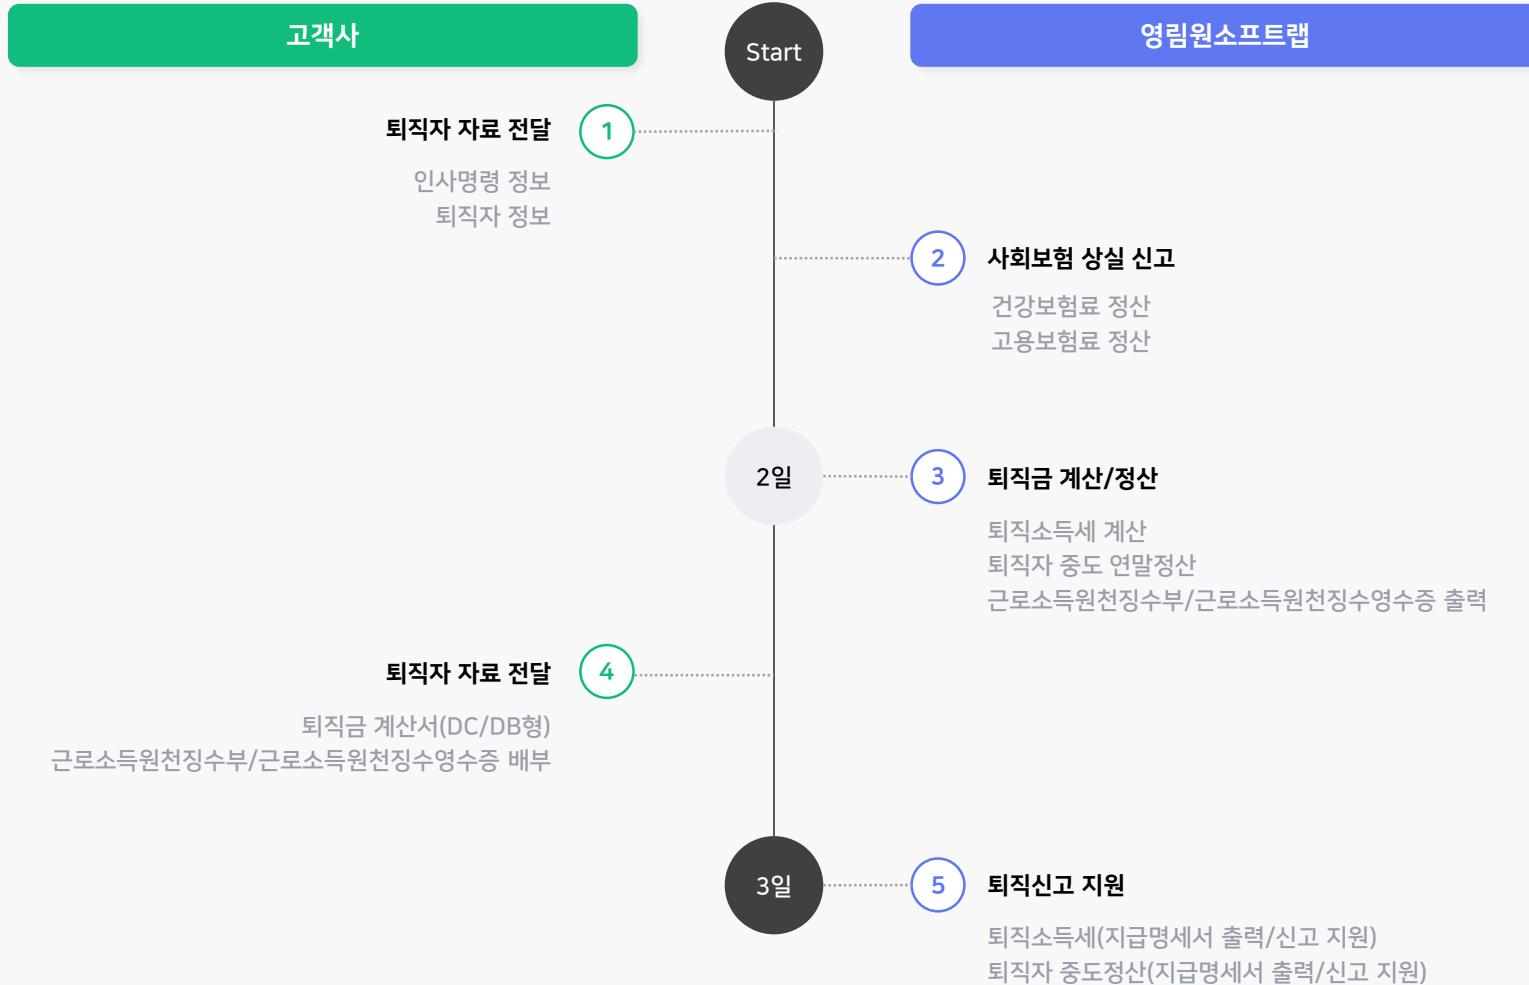 고객사
Start
영림원소프트랩
퇴직자 자료 전달
1
인사명령 정보
퇴직자 정보
2
사회보험 상실 신고
건강보험료 정산
고용보험료 정산
2일
3
퇴직금 계산/정산
퇴직소득세 계산
퇴직자 중도 연말정산
근로소득원천징수부/근로소득원천징수영수증 출력
퇴직자 자료 전달
4
퇴직금 계산서(DC/DB형)
근로소득원천징수부/근로소득원천징수영수증 배부
3일
5
퇴직신고 지원
퇴직소득세(지급명세서 출력/신고 지원)
퇴직자 중도정산(지급명세서 출력/신고 지원)